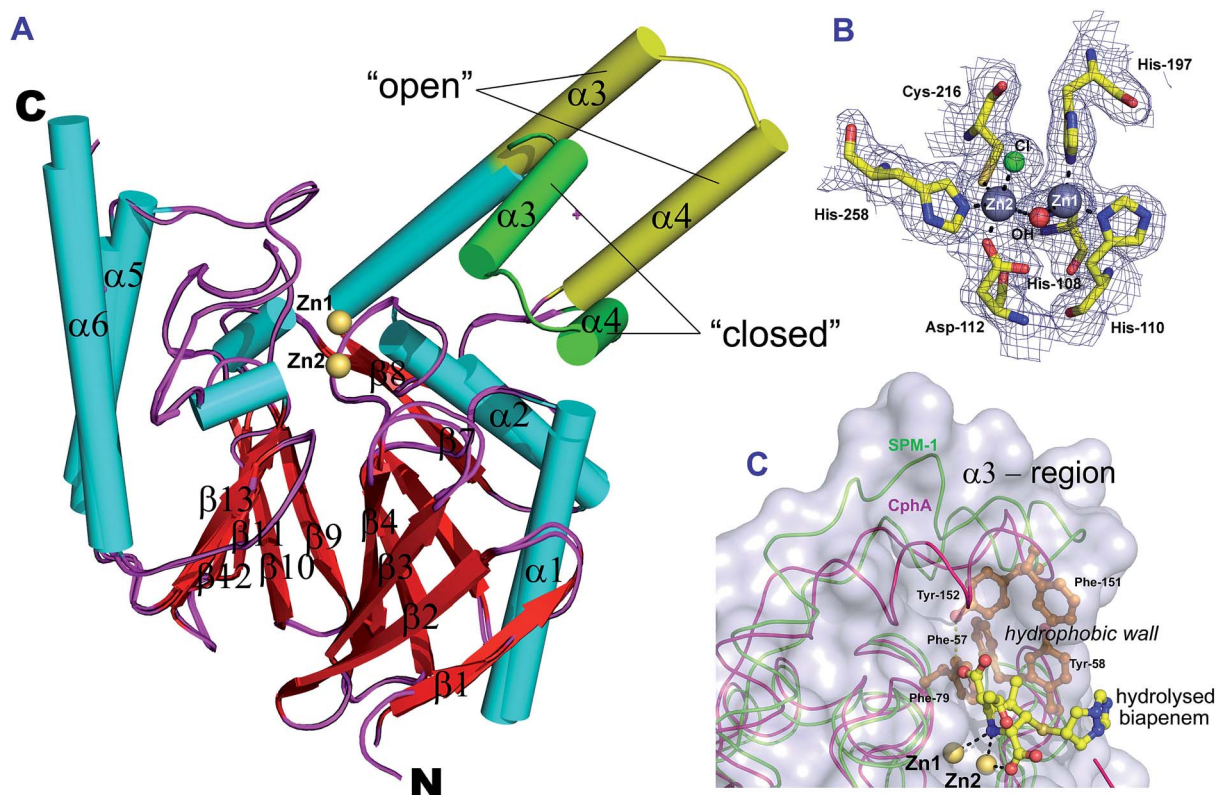 A
C
"open"
α3
α3
α4
α4
"closed"
α5
α6
Zn1
Zn2
β8
α2
β7
β13
β11
β9
β4
β12
β10
β3
α1
β2
β1
N
B
His-197
Cys-216
Cl
Zn2
Zn1
His-258
OH
His-108
Asp-112
His-110
C
SPM-1
α3 – region
CphA
Tyr-152
Phe-151
Phe-57
hydrophobic wall
Tyr-58
Phe-79
hydrolysed
biapenem
Zn1
Zn2